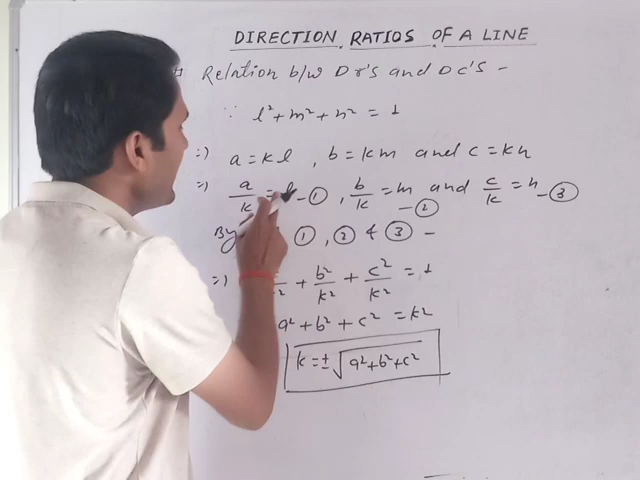 DIRECTION RATIOS OF A LINE
Relation b/w Dr's and DC'S -
∵ l² + m² + n² = 1
⇒) a = kl , b = km and c = kn
⇒) a/k = l - ① , b/k = m - ② and c/k = n - ③
By ① , ② & ③ -
⇒) + b²/k² + c²/k² = 1
a² + b² + c² = k²
k = ± √a²+b²+c²